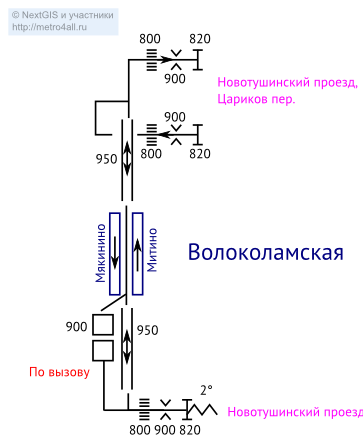 © NextGIS и участники
http://metro4all.ru
800 820
900
Новотушинский проезд,
Цариков пер.
900
800 820
950
Мякинино
Митино
Волоколамская
900
950
По вызову
2°
Новотушинский проезд
800 900 820